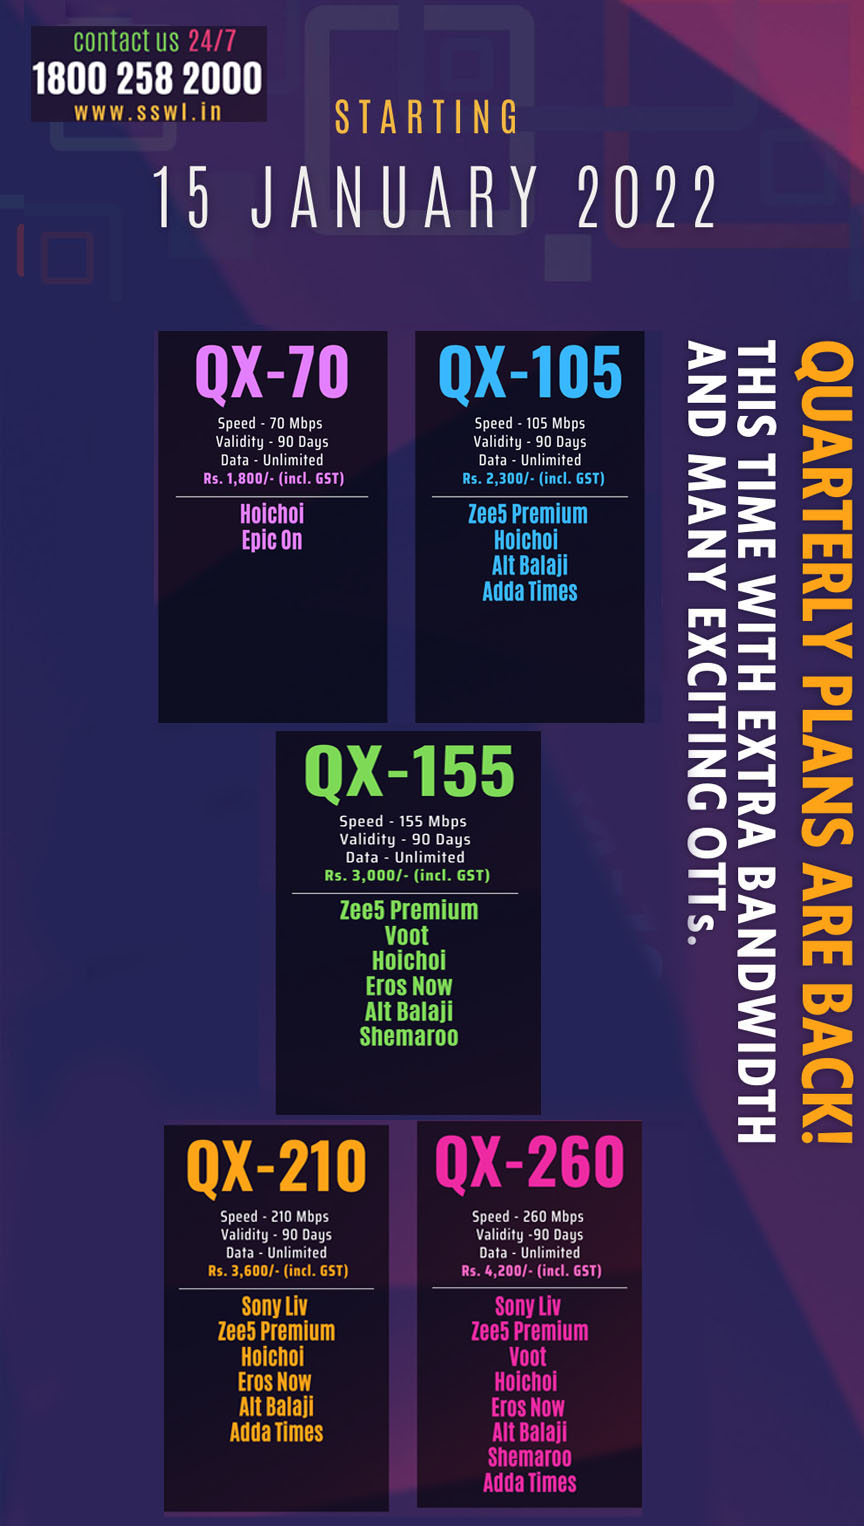 contact us 24/7
1800 258 2000
www.sswl.in
STARTING
15 JANUARY 2022
QUARTERLY PLANS ARE BACK!
THIS TIME WITH EXTRA BANDWIDTH
AND MANY EXCITING OTTs.
QX-70
Speed - 70 Mbps
Validity - 90 Days
Data - Unlimited
Rs. 1,800/- (incl. GST)
Hoichoi
Epic On
QX-105
Speed - 105 Mbps
Validity - 90 Days
Data - Unlimited
Rs. 2,300/- (incl. GST)
Zee5 Premium
Hoichoi
Alt Balaji
Adda Times
QX-155
Speed - 155 Mbps
Validity - 90 Days
Data - Unlimited
Rs. 3,000/- (incl. GST)
Zee5 Premium
Voot
Hoichoi
Eros Now
Alt Balaji
Shemaroo
QX-210
Speed - 210 Mbps
Validity - 90 Days
Data - Unlimited
Rs. 3,600/- (incl. GST)
Sony Liv
Zee5 Premium
Hoichoi
Eros Now
Alt Balaji
Adda Times
QX-260
Speed - 260 Mbps
Validity -90 Days
Data - Unlimited
Rs. 4,200/- (incl. GST)
Sony Liv
Zee5 Premium
Voot
Hoichoi
Eros Now
Alt Balaji
Shemaroo
Adda Times